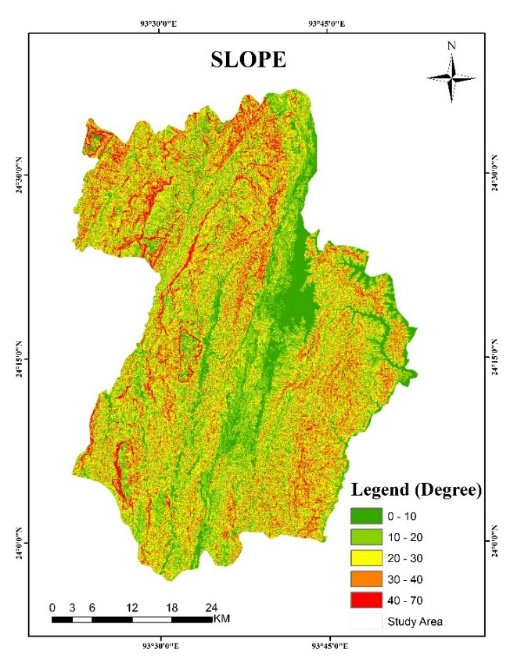 93°30'0"E 93°45'0"E
SLOPE
N
24°30'0"N 24°30'0"N
24°15'0"N 24°15'0"N
Legend (Degree)
0 - 10
10 - 20
20 - 30
30 - 40
40 - 70
Study Area
24°0'0"N 24°0'0"N
0 3 6 12 18 24
KM
93°30'0"E 93°45'0"E